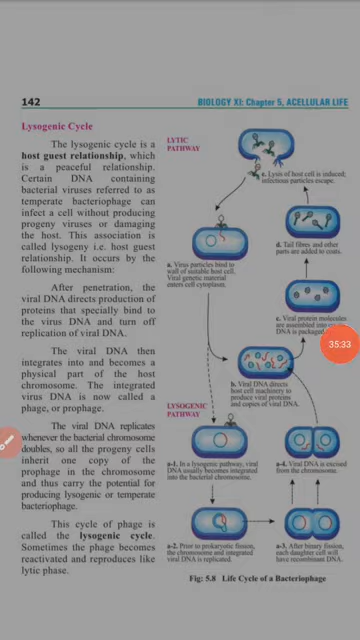 142
BIOLOGY XI: Chapter 5, ACELLULAR LIFE
Lysogenic Cycle
The lysogenic cycle is a
host guest relationship, which
is a peaceful relationship.
Certain DNA containing
bacterial viruses referred to as
temperate bacteriophage can
infect a cell without producing
progeny viruses or damaging
the host. This association is
called lysogeny i.e. host guest
relationship. It occurs by the
following mechanism:
After penetration, the
viral DNA directs production of
proteins that specially bind to
the virus DNA and turn off
replication of viral DNA.
The viral DNA then
integrates into and becomes a
physical part of the host
chromosome. The integrated
virus DNA is now called a
phage, or prophage.
The viral DNA replicates
whenever the bacterial chromosome
doubles, so all the progeny cells
inherit one copy of the
prophage in the chromosome
and thus carry the potential for
producing lysogenic or temperate
bacteriophage.
This cycle of phage is
called the lysogenic cycle.
Sometimes the phage becomes
reactivated and reproduces like
lytic phase.
LYTIC
PATHWAY
e. Lysis of host cell is induced;
infectious particles escape.
d. Tail fibres and other
parts are added to coats.
a. Virus particles bind to
wall of suitable host cell.
Viral genetic material
enters cell cytoplasm.
c. Viral protein molecules
are assembled into
DNA is packaged
35:33
b. Viral DNA directs
host cell machinery to
produce viral proteins
and copies of viral DNA.
LYSOGENIC
PATHWAY
a-1. In a lysogenic pathway, viral
DNA usually becomes integrated
into the bacterial chromosome.
a-4. Viral DNA is excised
from the chromosome.
a-2. Prior to prokaryotic fission,
the chromosome and integrated
viral DNA is replicated.
a-3. After binary fission,
each daughter cell will
have recombinant DNA.
Fig: 5.8 Life Cycle of a Bacteriophage